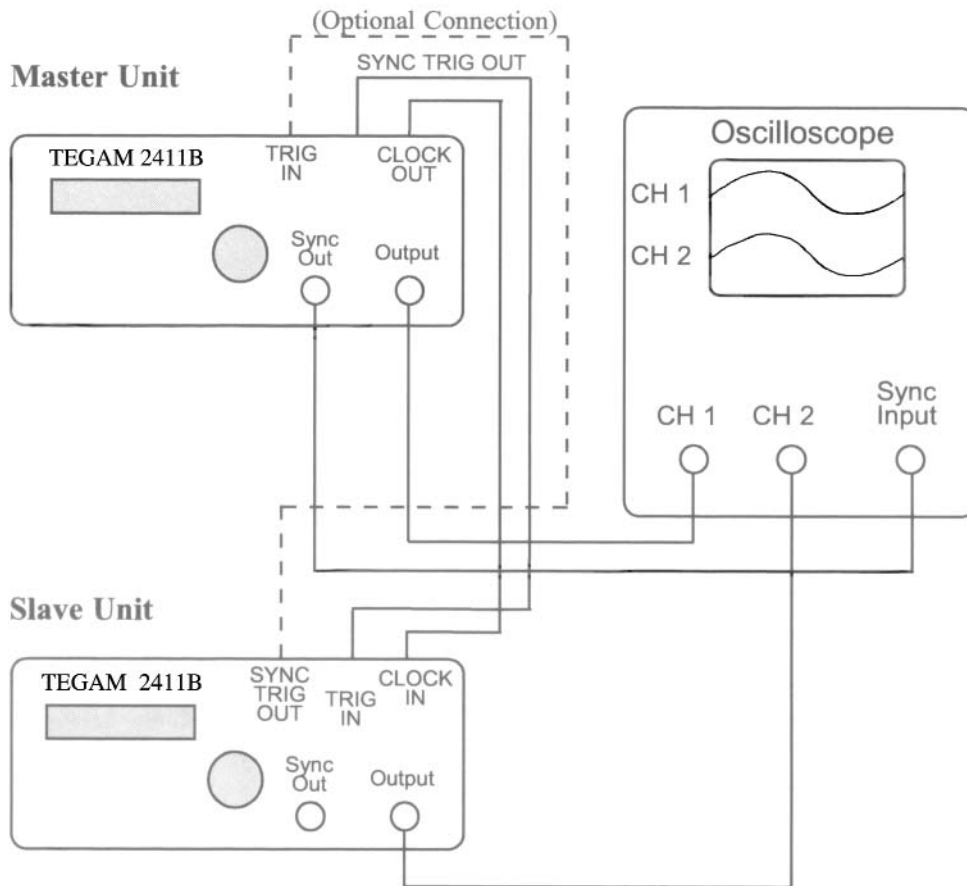 (Optional Connection)
SYNC TRIG OUT
Master Unit
TEGAM 2411B
TRIG
IN
CLOCK
OUT
Sync
Out
Output
Oscilloscope
CH 1
CH 2
CH 1
CH 2
Sync
Input
Slave Unit
TEGAM 2411B
SYNC
TRIG
OUT
TRIG
IN
CLOCK
IN
Sync
Out
Output